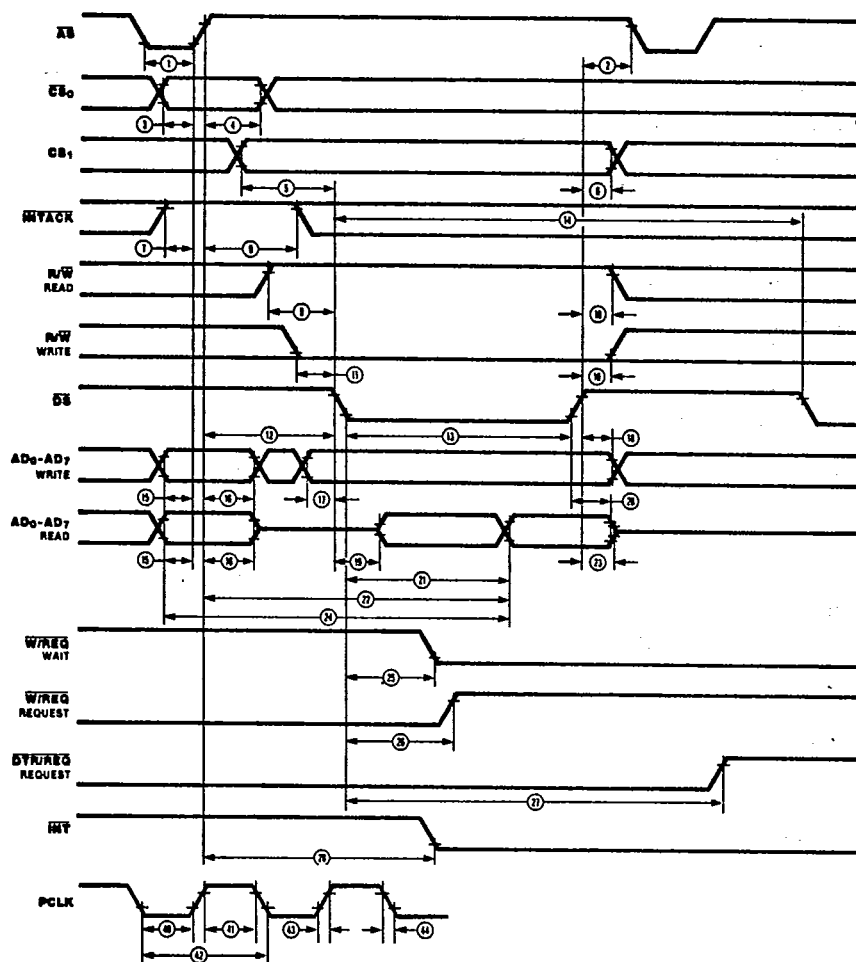 AS
1
2
CS0
3
4
CS1
5
6
INTACK
14
7
8
R/W
READ
9
10
R/W
WRITE
11
10
DS
12
13
18
AD0-AD7
WRITE
15
16
17
20
AD0-AD7
READ
15
16
19
23
21
22
24
W/REQ
WAIT
25
W/REQ
REQUEST
26
DTR/REQ
REQUEST
27
INT
28
PCLK
40
41
43
44
42